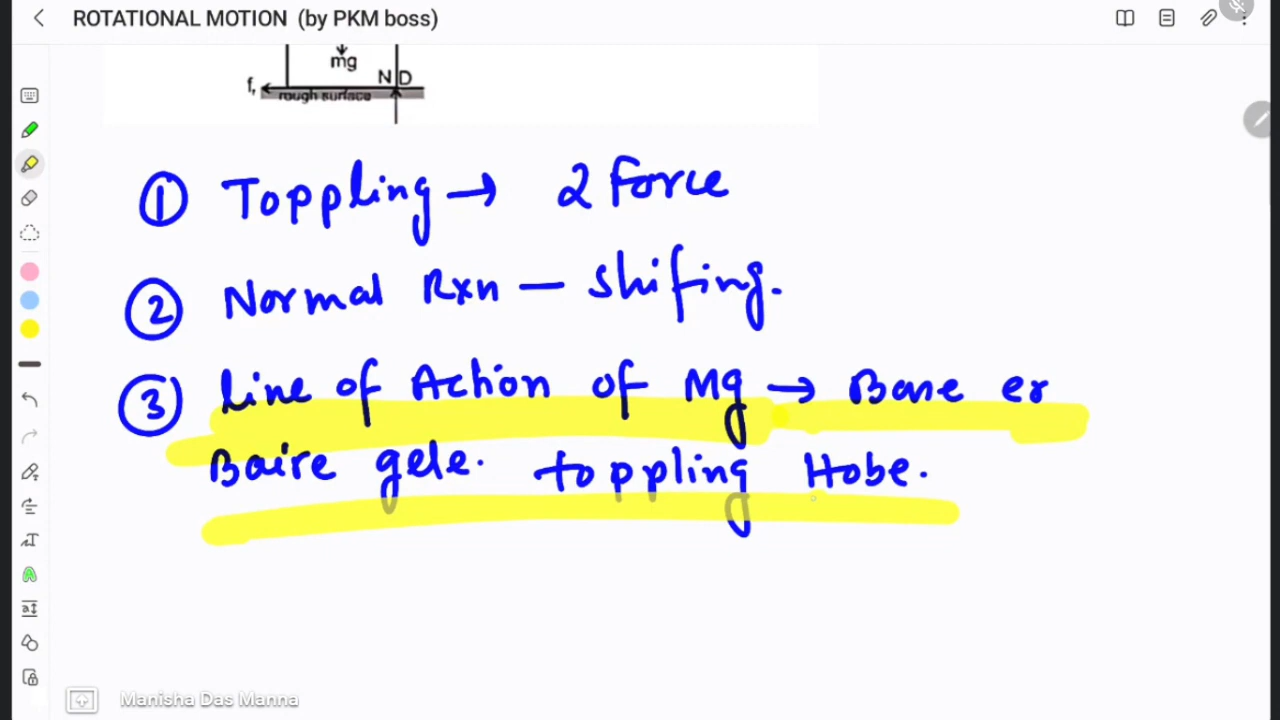 ROTATIONAL MOTION (by PKM boss)
mg
N D
fr
rough surface
① Toppling → 2 force
② Normal Rxn – shifing.
③ Line of Action of Mg → Base er
Baire gele. toppling Hobe.
Manisha Das Manna